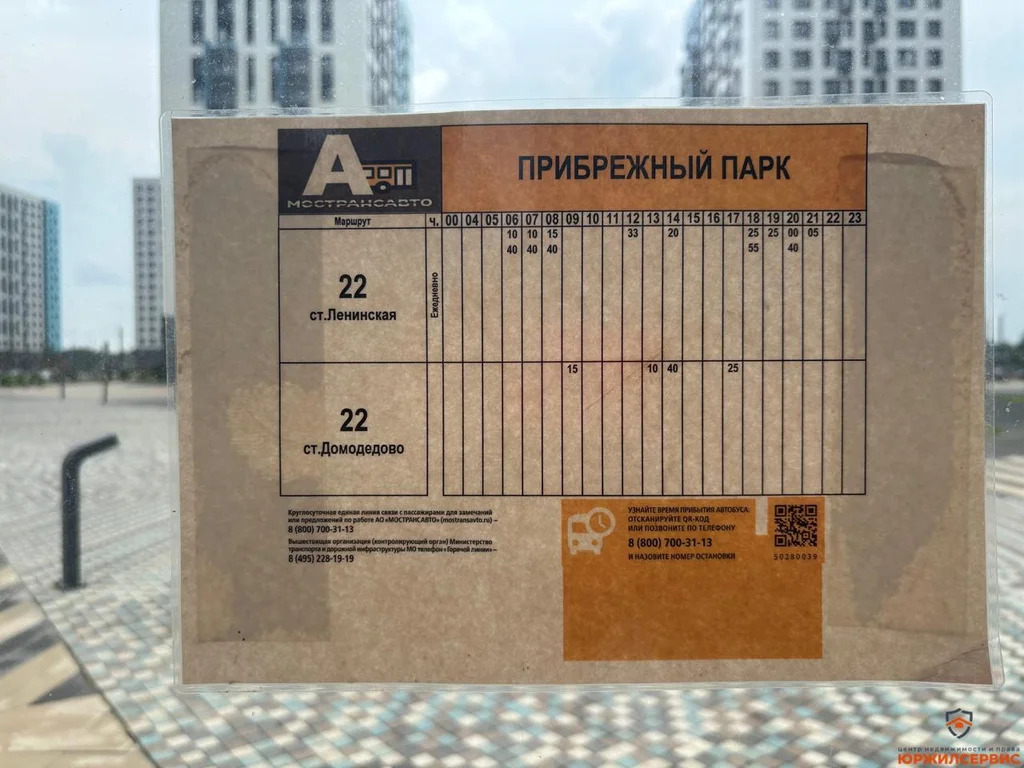 А
МОСТРАНСАВТО
ПРИБРЕЖНЫЙ ПАРК
Маршрут Ч. 00 04 05 06 07 08 09 10 11 12 13 14 15 16 17 18 19 20 21 22 23
22
ст.Ленинская
Ежедневно
10 10 15 33 20 25 25 00 05
40 40 40 55 40
22
ст.Домодедово
15 10 40 25
Круглосуточная единая линия связи с пассажирами для замечаний
или предложений по работе АО «МОСТРАНСАВТО» (mostransavto.ru) –
8 (800) 700-31-13
Вышестоящая организация (контролирующий орган) Министерство
транспорта и дорожной инфраструктуры МО телефон «Горячей линии» –
8 (495) 228-19-19
УЗНАЙТЕ ВРЕМЯ ПРИБЫТИЯ АВТОБУСА:
ОТСКАНИРУЙТЕ QR-КОД
ИЛИ ПОЗВОНИТЕ ПО ТЕЛЕФОНУ
8 (800) 700-31-13
И НАЗОВИТЕ НОМЕР ОСТАНОВКИ
50280039
центр недвижимости и права
ЮРЖИЛСЕРВИС